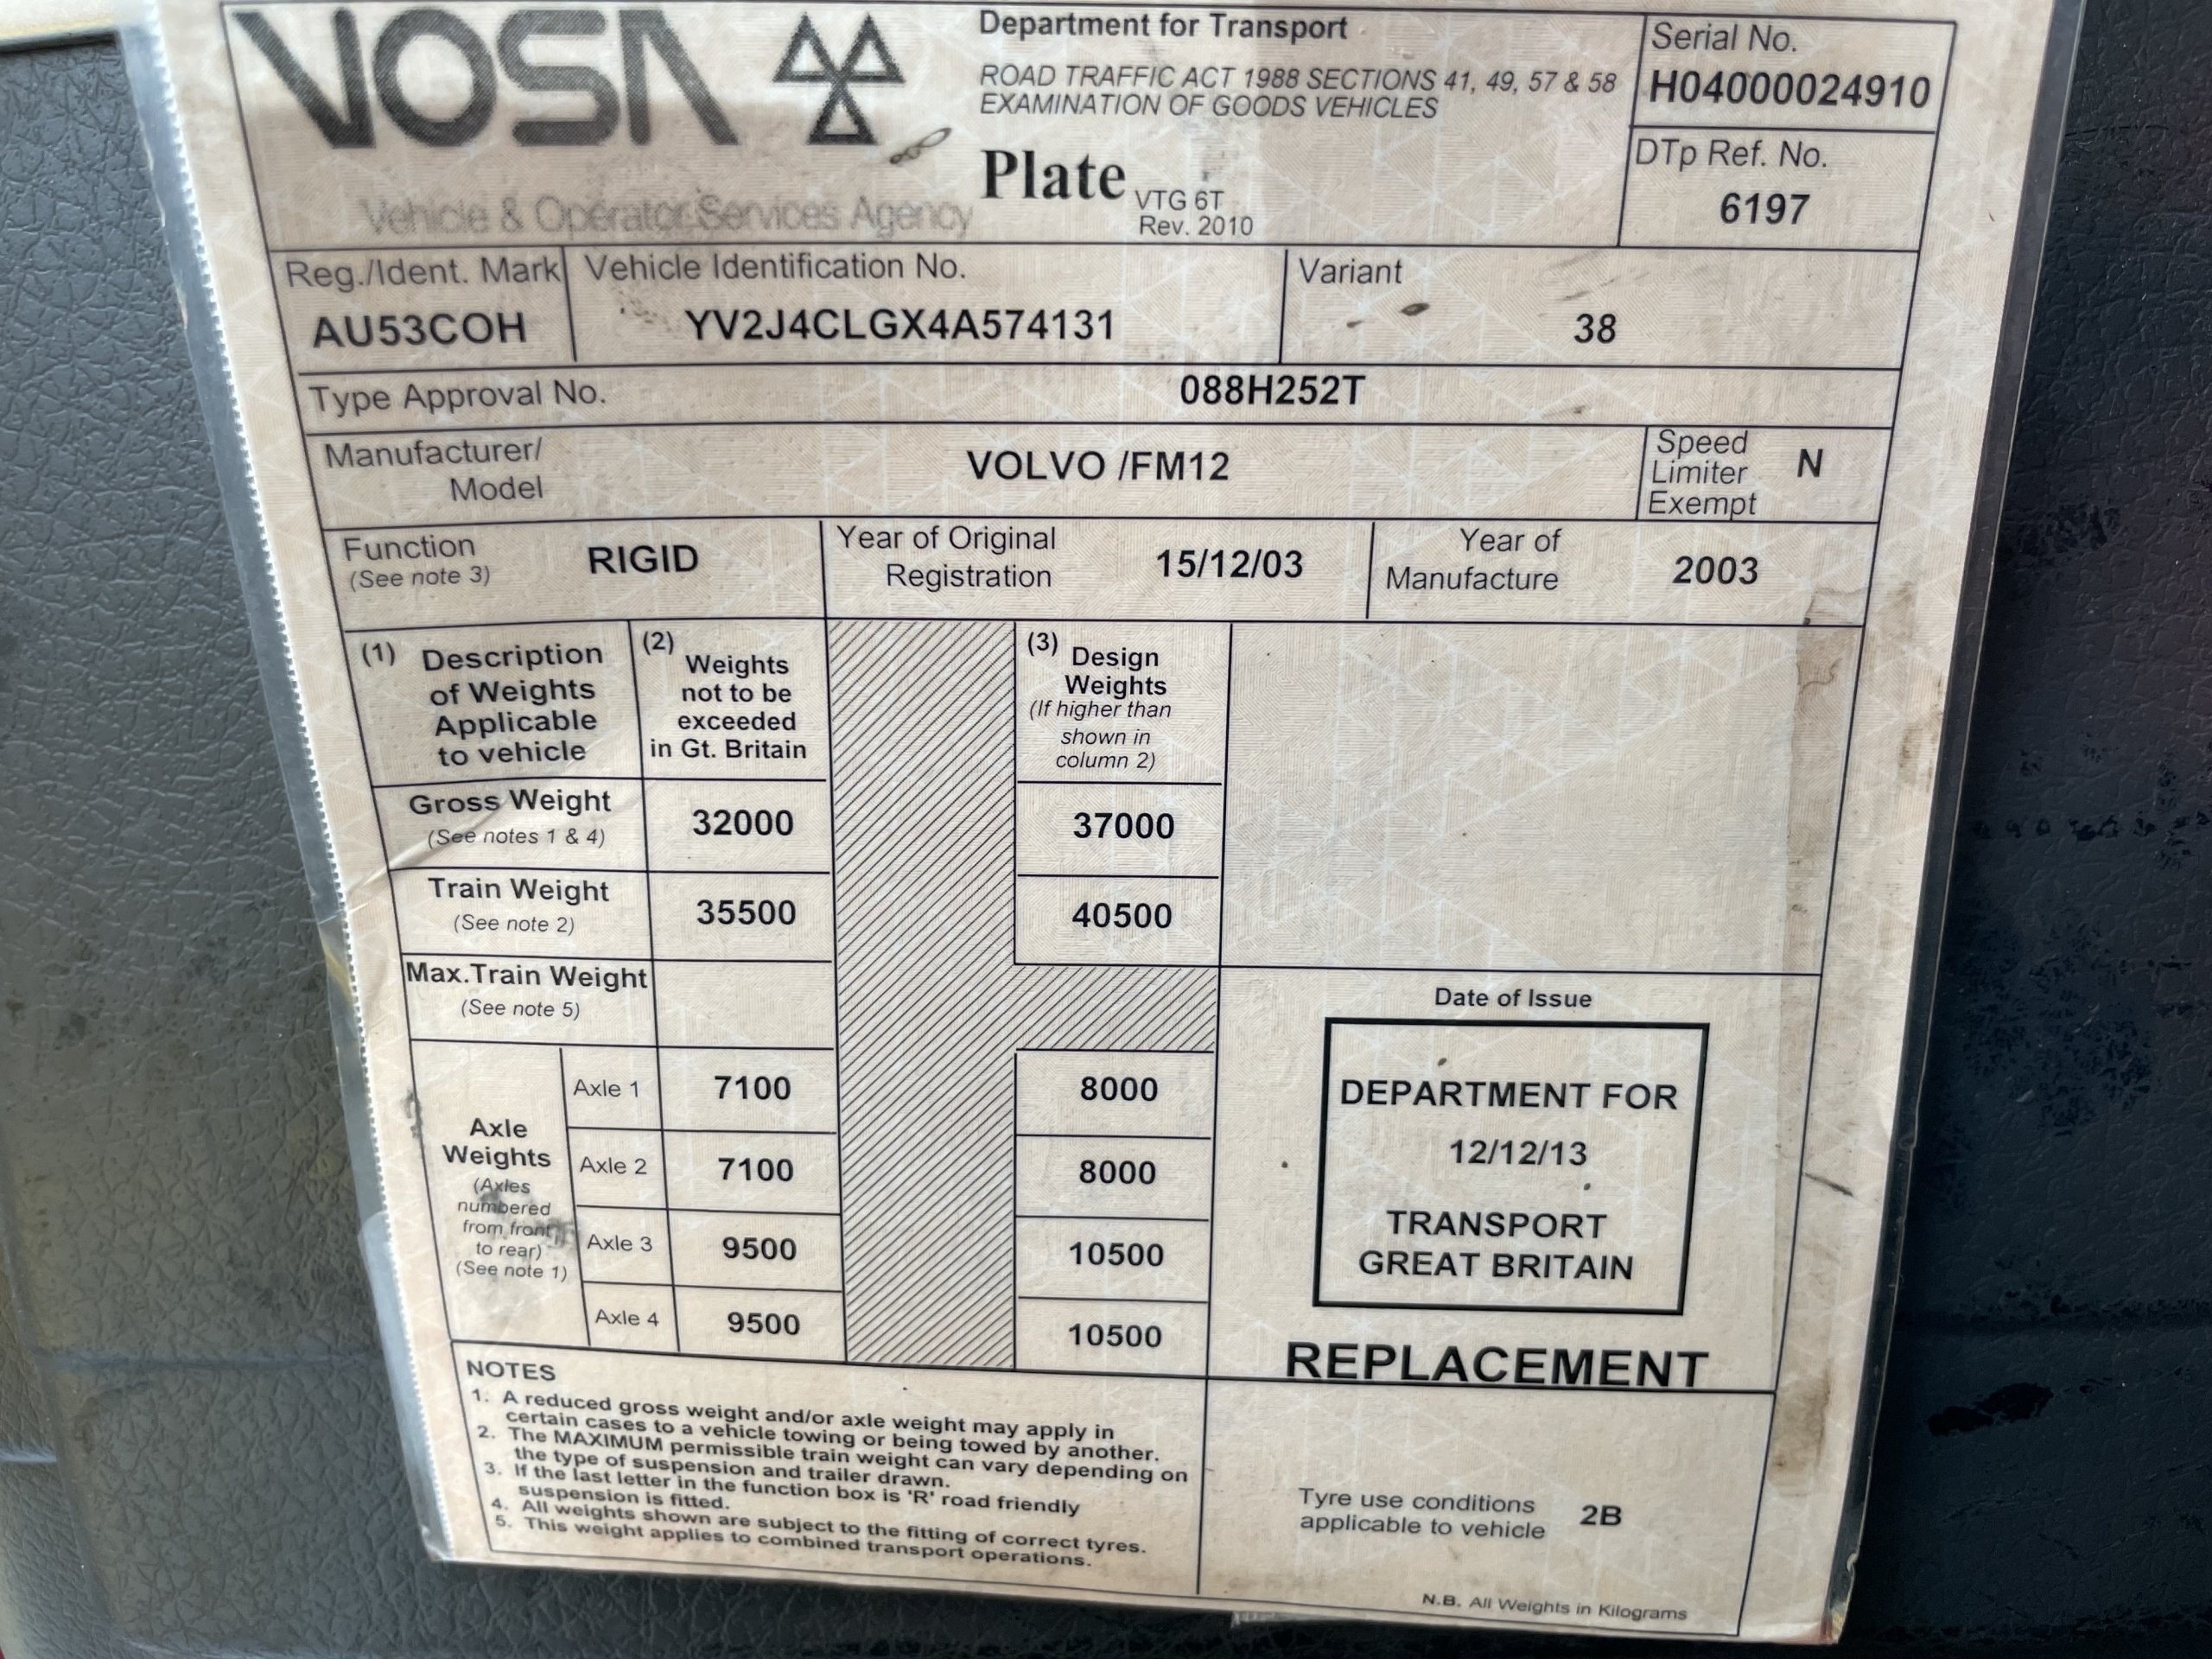 VOSA
Department for Transport
ROAD TRAFFIC ACT 1988 SECTIONS 41, 49, 57 & 58
EXAMINATION OF GOODS VEHICLES
Serial No.
H04000024910
Plate VTG 6T
Rev. 2010
DTp Ref. No.
6197
Vehicle & Operator Services Agency
Reg./Ident. Mark
AU53COH
Vehicle Identification No.
YV2J4CLGX4A574131
Variant
38
Type Approval No. 088H252T
Manufacturer/
Model
VOLVO /FM12
Speed
Limiter
Exempt
N
Function
(See note 3)
RIGID
Year of Original
Registration
15/12/03
Year of
Manufacture
2003
(1) Description
of Weights
Applicable
to vehicle
(2) Weights
not to be
exceeded
in Gt. Britain
(3) Design
Weights
(If higher than
shown in
column 2)
Gross Weight
(See notes 1 & 4)
32000
37000
Train Weight
(See note 2)
35500
40500
Max.Train Weight
(See note 5)
Axle
Weights
(Axles
numbered
from front
to rear)
(See note 1)
Axle 1 7100 8000
Axle 2 7100 8000
Axle 3 9500 10500
Axle 4 9500 10500
Date of Issue
DEPARTMENT FOR
12/12/13
TRANSPORT
GREAT BRITAIN
REPLACEMENT
NOTES
1. A reduced gross weight and/or axle weight may apply in
certain cases to a vehicle towing or being towed by another.
2. The MAXIMUM permissible train weight can vary depending on
the type of suspension and trailer drawn.
3. If the last letter in the function box is 'R' road friendly
suspension is fitted.
4. All weights shown are subject to the fitting of correct tyres.
5. This weight applies to combined transport operations.
Tyre use conditions
applicable to vehicle
2B
N.B. All Weights in Kilograms